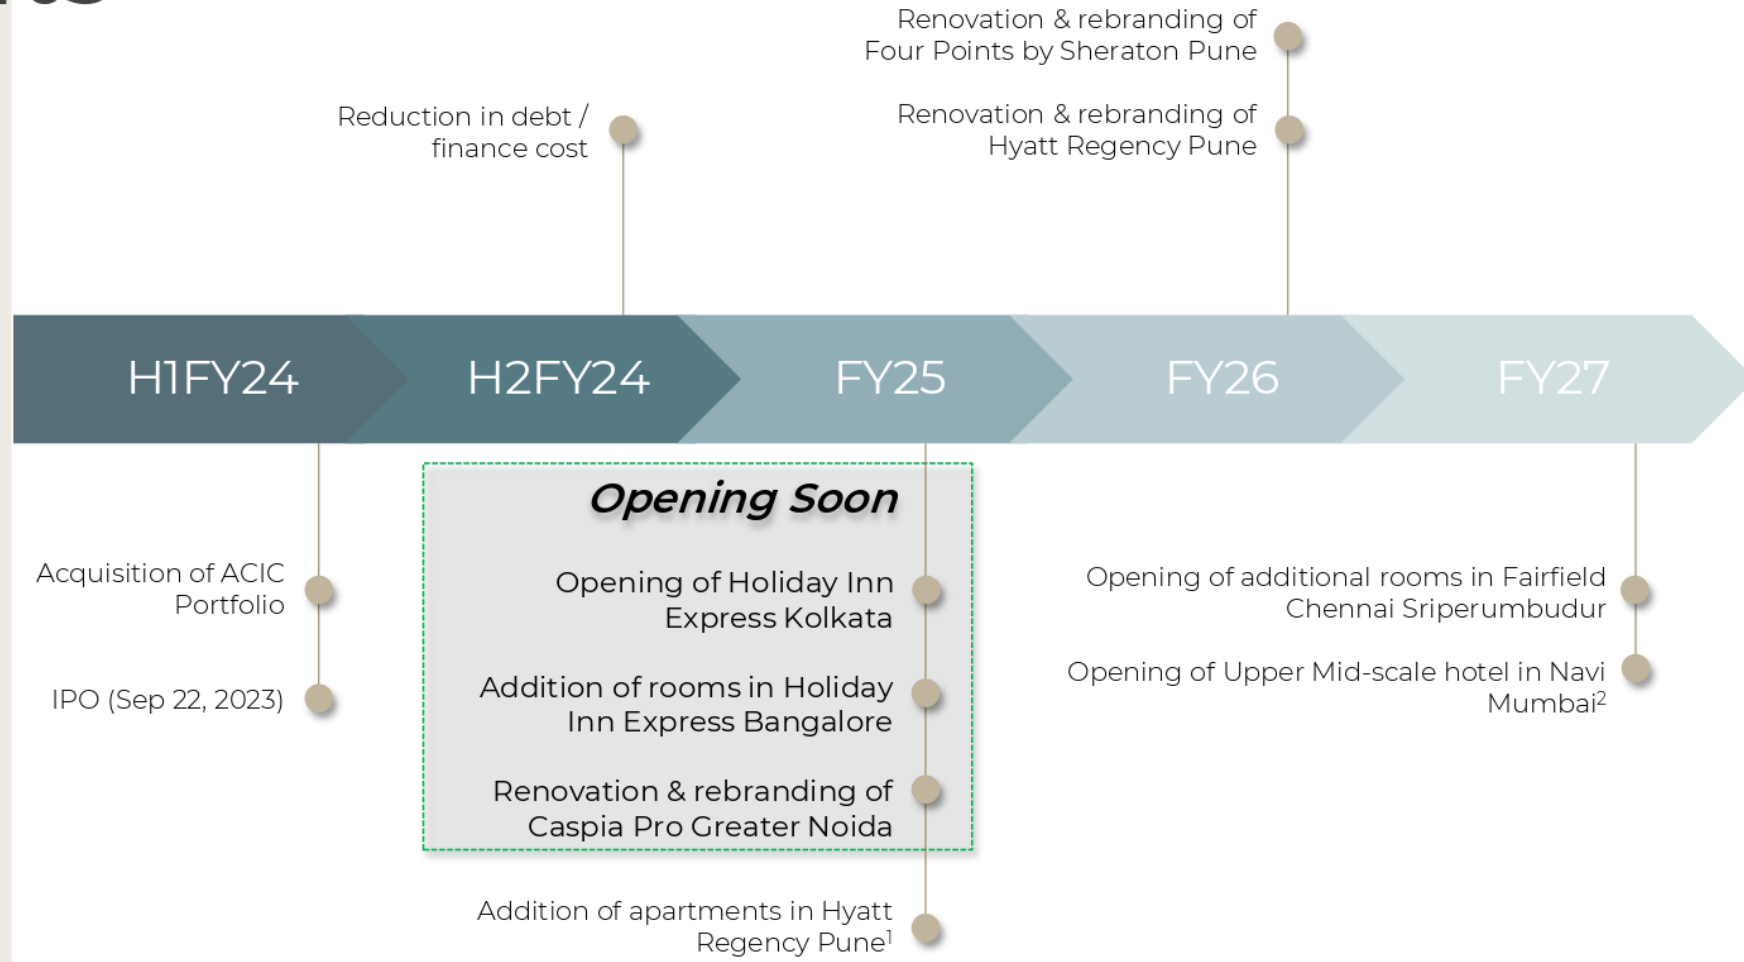 Renovation & rebranding of
Four Points by Sheraton Pune
Reduction in debt /
finance cost
Renovation & rebranding of
Hyatt Regency Pune
H1FY24
H2FY24
FY25
FY26
FY27
Opening Soon
Acquisition of ACIC
Portfolio
IPO (Sep 22, 2023)
Opening of Holiday Inn
Express Kolkata
Addition of rooms in Holiday
Inn Express Bangalore
Renovation & rebranding of
Caspia Pro Greater Noida
Addition of apartments in Hyatt
Regency Pune¹
Opening of additional rooms in Fairfield
Chennai Sriperumbudur
Opening of Upper Mid-scale hotel in Navi
Mumbai²